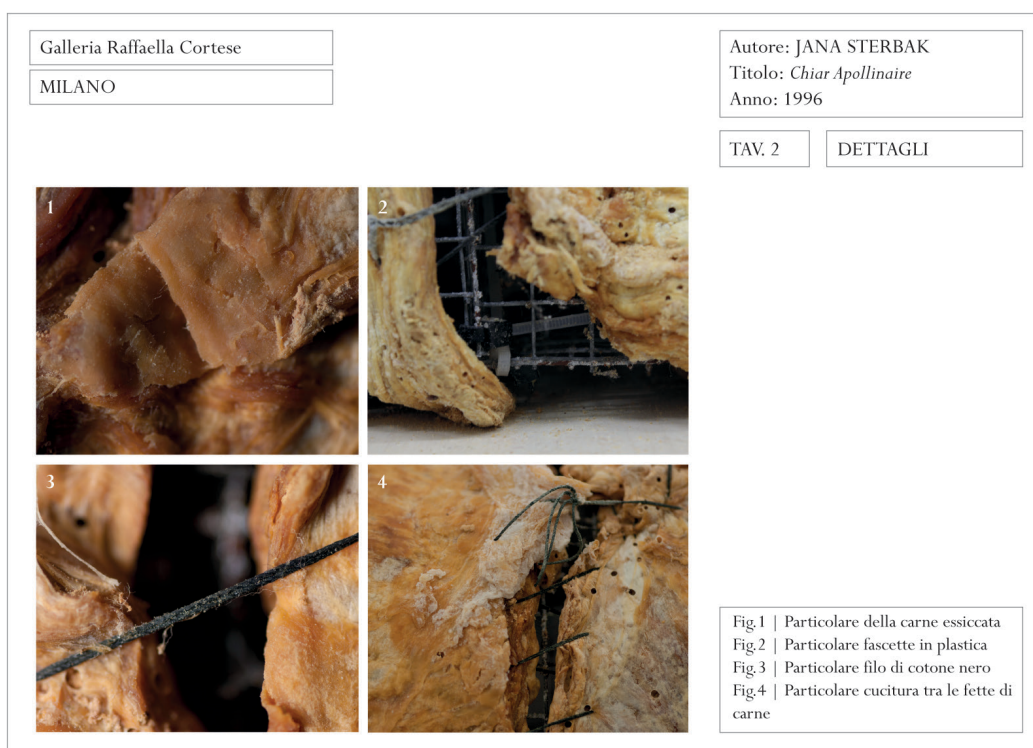 Galleria Raffaella Cortese
MILANO
Autore: JANA STERBAK
Titolo: Chiar Apollinaire
Anno: 1996
TAV. 2
DETTAGLI
1
2
3
4
Fig.1 | Particolare della carne essiccata
Fig.2 | Particolare fascette in plastica
Fig.3 | Particolare filo di cotone nero
Fig.4 | Particolare cucitura tra le fette di
carne